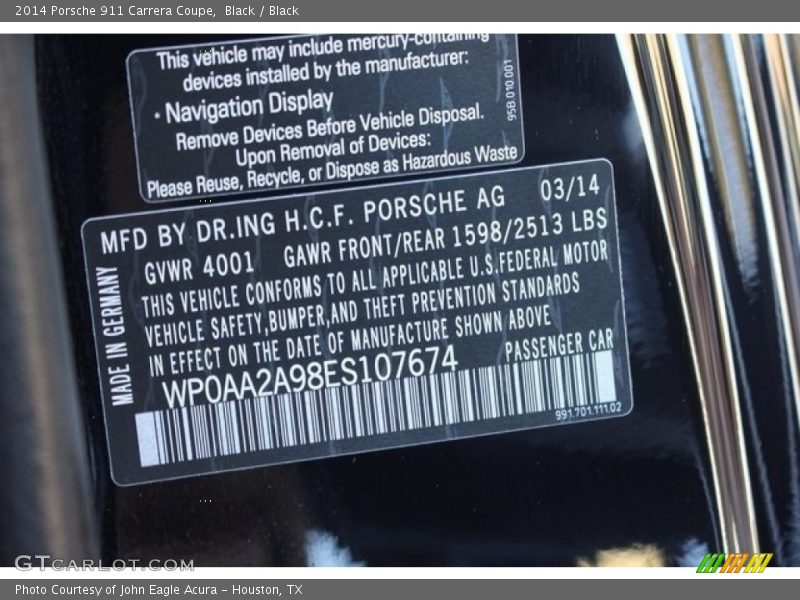 2014 Porsche 911 Carrera Coupe, Black / Black
This vehicle may include mercury-containing
devices installed by the manufacturer:
· Navigation Display
Remove Devices Before Vehicle Disposal.
Upon Removal of Devices:
Please Reuse, Recycle, or Dispose as Hazardous Waste
958.010.001
MFD BY DR.ING H.C.F. PORSCHE AG 03/14
GVWR 4001 GAWR FRONT/REAR 1598/2513 LBS
THIS VEHICLE CONFORMS TO ALL APPLICABLE U.S.FEDERAL MOTOR
VEHICLE SAFETY,BUMPER,AND THEFT PREVENTION STANDARDS
IN EFFECT ON THE DATE OF MANUFACTURE SHOWN ABOVE
WP0AA2A98ES107674 PASSENGER CAR
MADE IN GERMANY
991.701.111.02
GTCARLOT.COM
Photo Courtesy of John Eagle Acura - Houston, TX